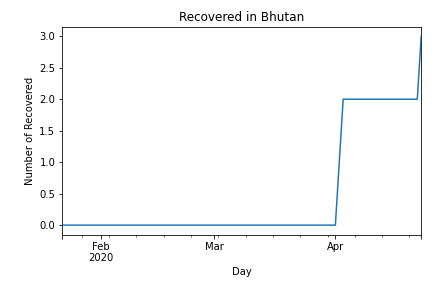 Recovered in Bhutan
3.0
2.5
2.0
1.5
1.0
0.5
0.0
Number of Recovered
Feb
2020
Mar
Apr
Day